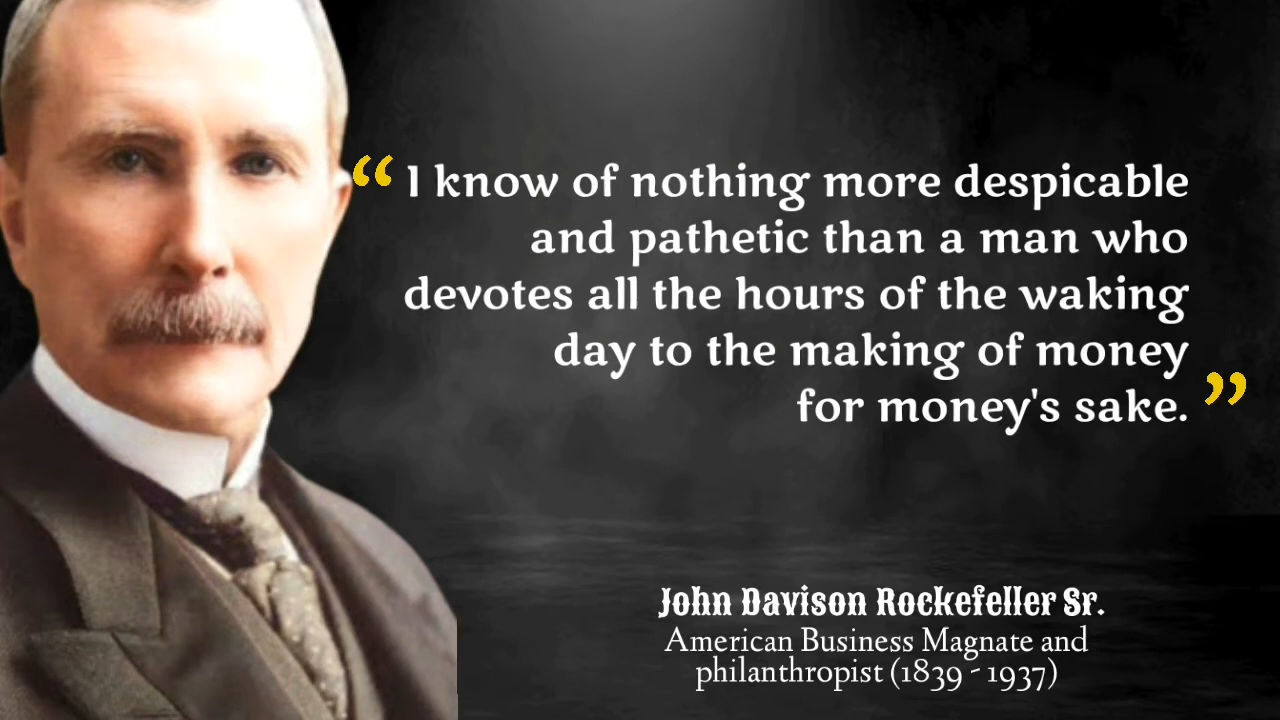 “I know of nothing more despicable
and pathetic than a man who
devotes all the hours of the waking
day to the making of money
for money's sake.”
John Davison Rockefeller Sr.
American Business Magnate and
philanthropist (1839 - 1937)